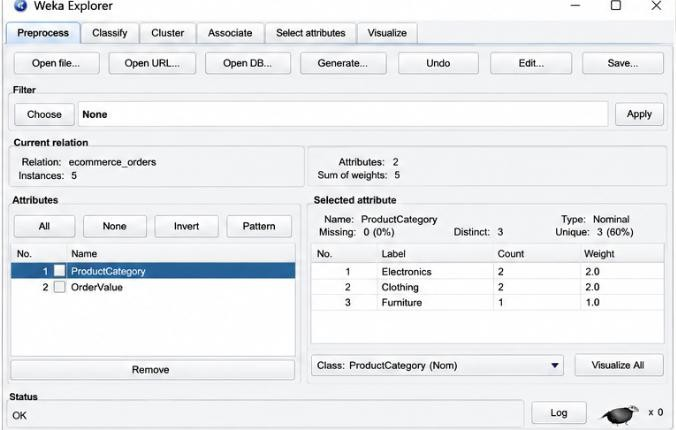 Weka Explorer
Preprocess Classify Cluster Associate Select attributes Visualize
Open file... Open URL... Open DB... Generate... Undo Edit... Save...
Filter
Choose None Apply
Current relation
Relation: ecommerce_orders
Instances: 5
Attributes: 2
Sum of weights: 5
Attributes
All None Invert Pattern
No. Name
1 ProductCategory
2 OrderValue
Remove
Selected attribute
Name: ProductCategory Type: Nominal
Missing: 0 (0%) Distinct: 3 Unique: 3 (60%)
No. Label Count Weight
1 Electronics 2 2.0
2 Clothing 2 2.0
3 Furniture 1 1.0
Class: ProductCategory (Nom) Visualize All
Status
OK
Log x 0